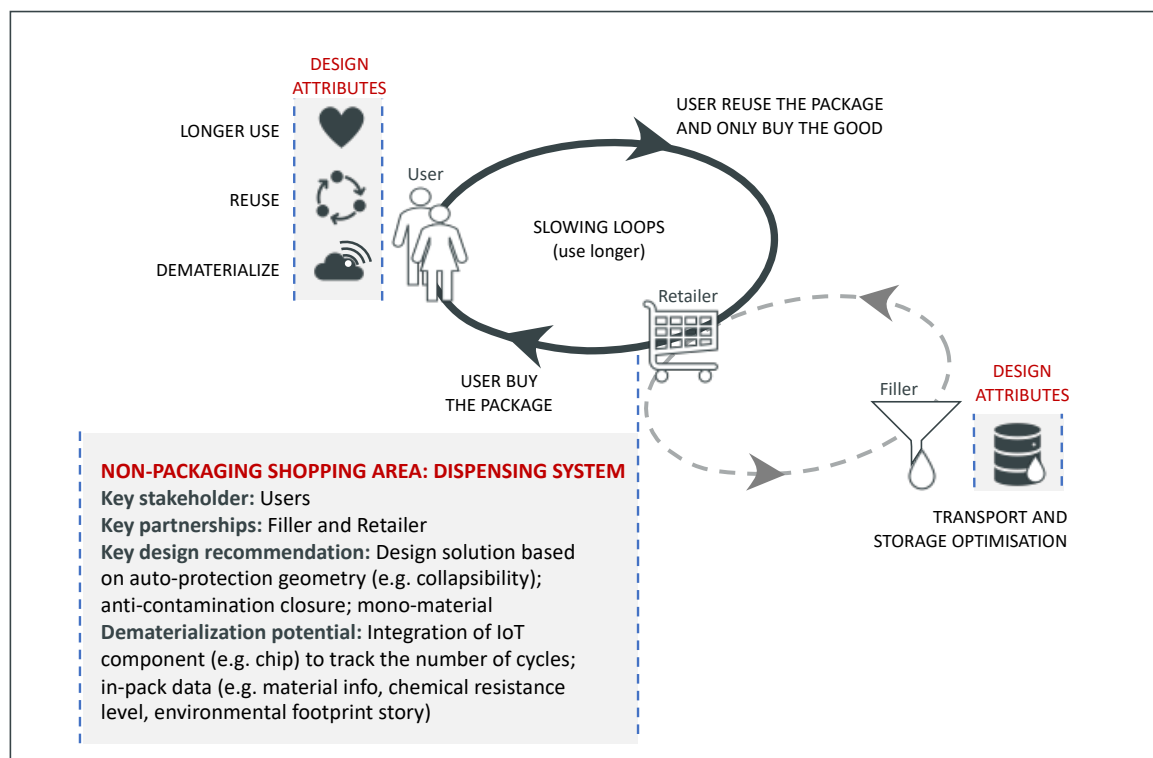 DESIGN
ATTRIBUTES
LONGER USE
REUSE
DEMATERIALIZE
User
USER REUSE THE PACKAGE
AND ONLY BUY THE GOOD
SLOWING LOOPS
(use longer)
Retailer
USER BUY
THE PACKAGE
Filler
DESIGN
ATTRIBUTES
TRANSPORT AND
STORAGE OPTIMISATION
NON-PACKAGING SHOPPING AREA: DISPENSING SYSTEM
Key stakeholder: Users
Key partnerships: Filler and Retailer
Key design recommendation: Design solution based
on auto-protection geometry (e.g. collapsibility);
anti-contamination closure; mono-material
Dematerialization potential: Integration of IoT
component (e.g. chip) to track the number of cycles;
in-pack data (e.g. material info, chemical resistance
level, environmental footprint story)